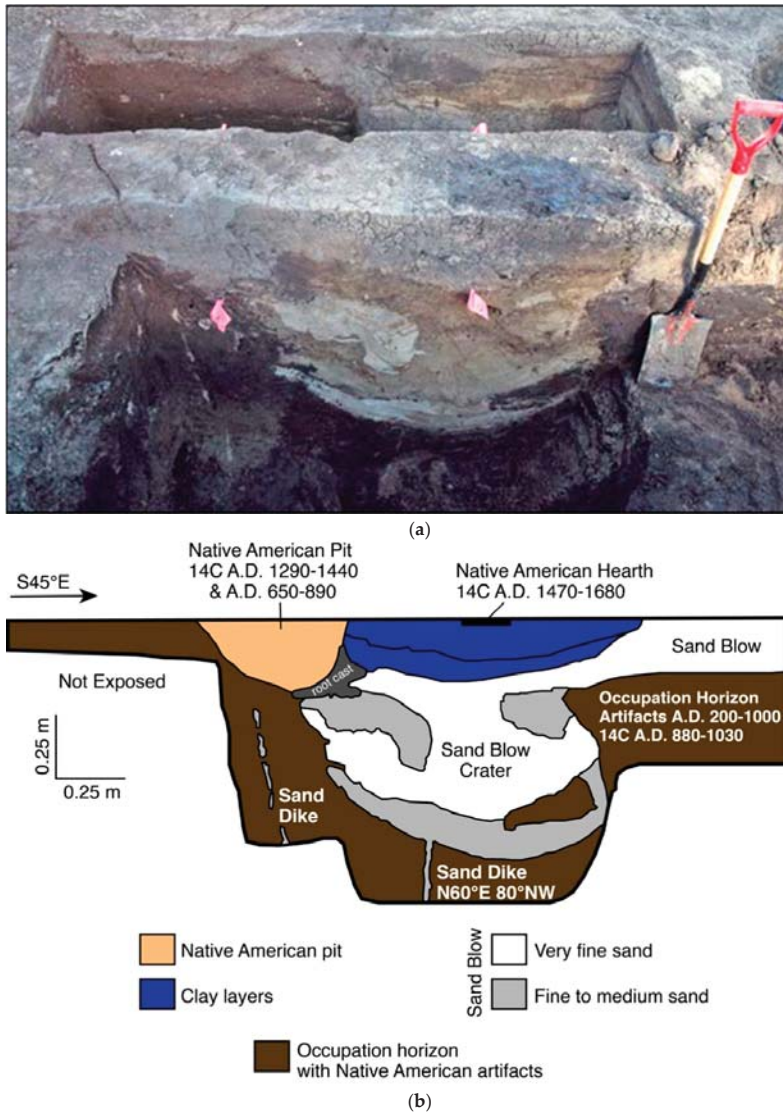 (a)
Native American Pit
14C A.D. 1290-1440
& A.D. 650-890
Native American Hearth
14C A.D. 1470-1680
S45°E
Sand Blow
Not Exposed
root cast
Occupation Horizon
Artifacts A.D. 200-1000
14C A.D. 880-1030
0.25 m
0.25 m
Sand Blow
Crater
Sand
Dike
Sand Dike
N60°E 80°NW
Native American pit
Clay layers
Sand Blow
Very fine sand
Fine to medium sand
Occupation horizon
with Native American artifacts
(b)